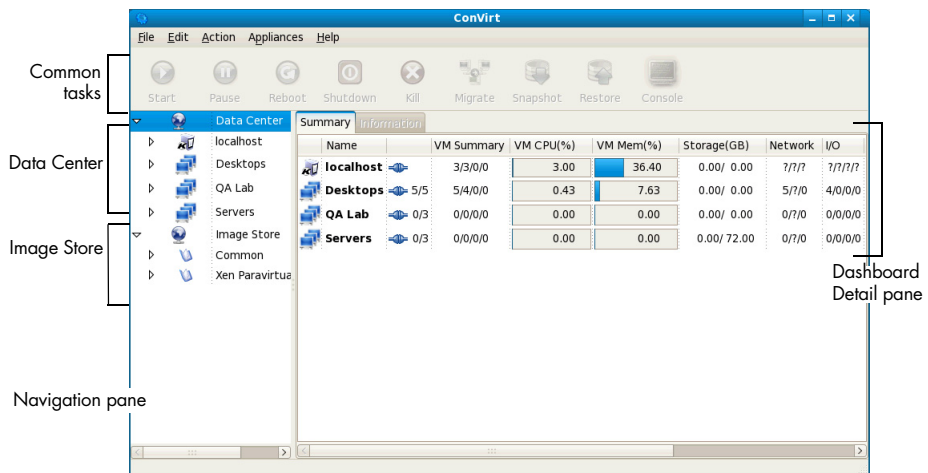 ConVirt
File Edit Action Appliances Help
Common tasks
Start Pause Reboot Shutdown Kill Migrate Snapshot Restore Console
Data Center
localhost
Desktops
QA Lab
Servers
Image Store
Common
Xen Paravirtua
Data Center
Image Store
Navigation pane
Summary Information
Name VM Summary VM CPU(%) VM Mem(%) Storage(GB) Network I/O
localhost 3/3/0/0 3.00 36.40 0.00/ 0.00 ?/?/? ?/?/?/?
Desktops 5/5 5/4/0/0 0.43 7.63 0.00/ 0.00 5/?/0 4/0/0/0
QA Lab 0/3 0/0/0/0 0.00 0.00 0.00/ 0.00 0/?/0 0/0/0/0
Servers 0/3 0/0/0/0 0.00 0.00 0.00/ 72.00 0/?/0 0/0/0/0
Dashboard
Detail pane